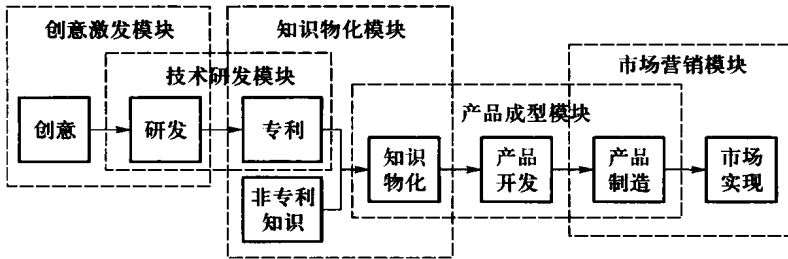 创意激发模块
知识物化模块
技术研发模块
市场营销模块
产品成型模块
创意
研发
专利
知识
物化
产品
开发
产品
制造
市场
实现
非专利
知识